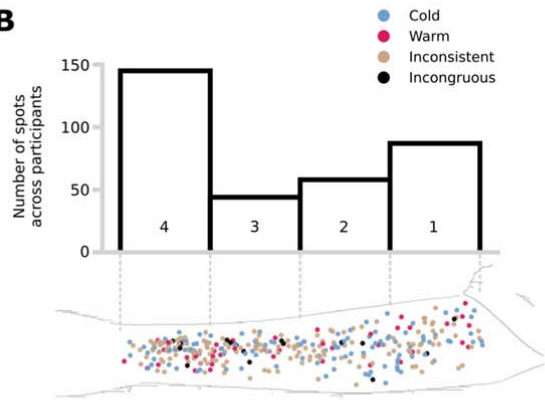 B
Cold
Warm
Inconsistent
Incongruous
Number of spots
across participants
150
100
50
0
4 3 2 1